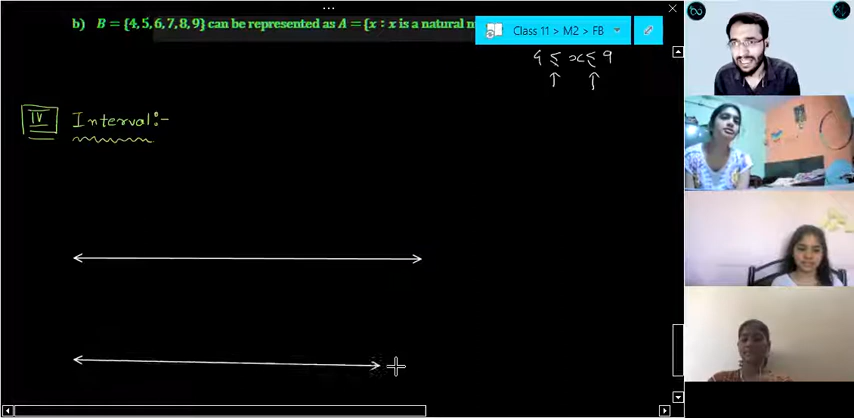 b) B = {4, 5, 6, 7, 8, 9} can be represented as A = {x : x is a natural
Class 11 > M2 > FB
4 ≤ x ≤ 9
IV Interval:-